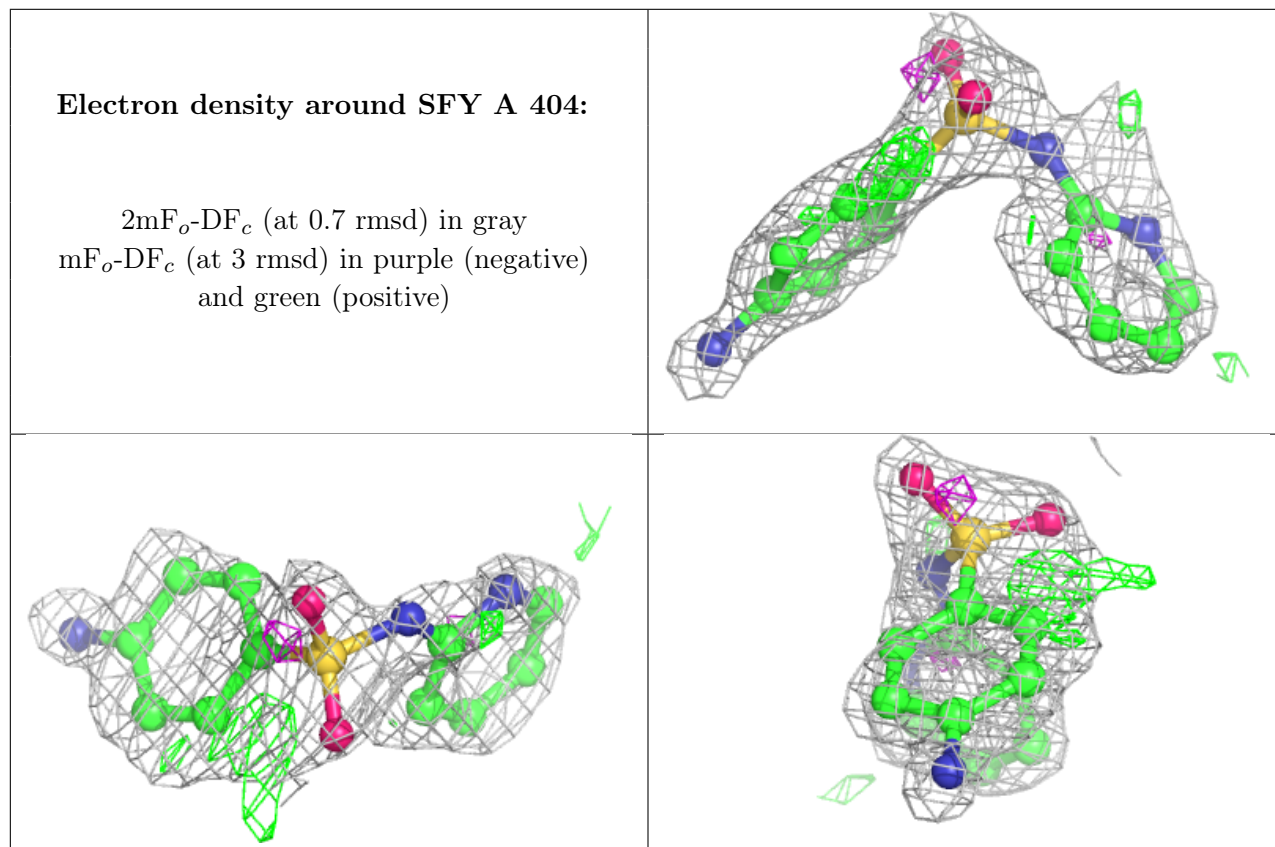 Electron density around SFY A 404:
2mFo-DFc (at 0.7 rmsd) in gray
mFo-DFc (at 3 rmsd) in purple (negative)
and green (positive)